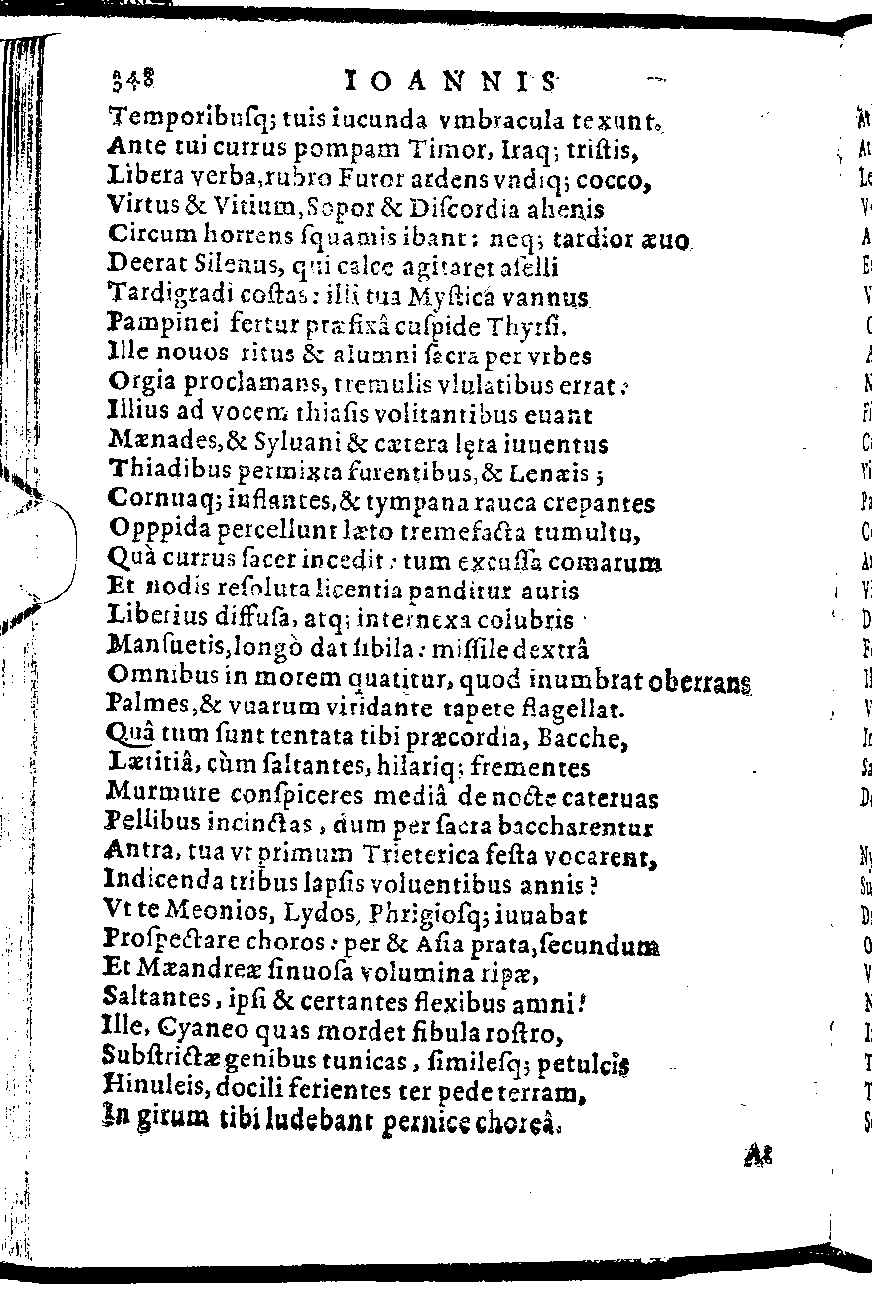 348 IOANNIS
Temporibuſq; tuis iucunda vmbracula texunt.
Ante tui currus pompam Timor, Iraq; triſtis,
Libera verba, rubro Furor ardens vndiq; cocco,
Virtus & Vitium, Sopor & Diſcordia ahenis
Circum horrens ſquamis ibant: neq; tardior æuo
Deerat Silenus, qui calce agitaret aſelli
Tardigradi coſtas: illi tua Myſtica vannus
Pampinei fertur præfixâ cuſpide Thyrſi.
Ille nouos ritus & alumni ſacra per vrbes
Orgia proclamans, tremulis vlulatibus errat:
Illius ad vocem thiaſis volitantibus euant
Mænades, & Syluani & cætera lęta iuuentus
Thiadibus permixta furentibus, & Lenæis;
Cornuaq; inflantes, & tympana rauca crepantes
Opppida percellunt læto tremefacta tumultu,
Quà currus ſacer incedit: tum excuſſa comarum
Et nodis reſoluta licentia panditur auris
Liberius diffuſa, atq; internexa colubris
Manſuetis, longò dat ſibila: miſſile dextrâ
Omnibus in morem quatitur, quod inumbrat oberrans
Palmes, & vuarum viridante tapete flagellat.
Quâ tum ſunt tentata tibi præcordia, Bacche,
Lætitiâ, cùm ſaltantes, hilariq; frementes
Murmure conſpiceres mediâ de nocte cateruas
Pellibus incinctas, dum per ſacra baccharentur
Antra, tua vt primum Trieterica feſta vocarent,
Indicenda tribus lapſis voluentibus annis?
Vt te Meonios, Lydos, Phrigioſq; iuuabat
Proſpectare choros: per & Aſia prata, ſecundum
Et Mæandreæ ſinuoſa volumina ripæ,
Saltantes, ipſi & certantes flexibus amni!
Ille, Cyaneo quas mordet fibula roſtro,
Subſtrictæ genibus tunicas, ſimileſq; petulcis
Hinuleis, docili ferientes ter pede terram,
In girum tibi ludebant pernice choreâ.
At